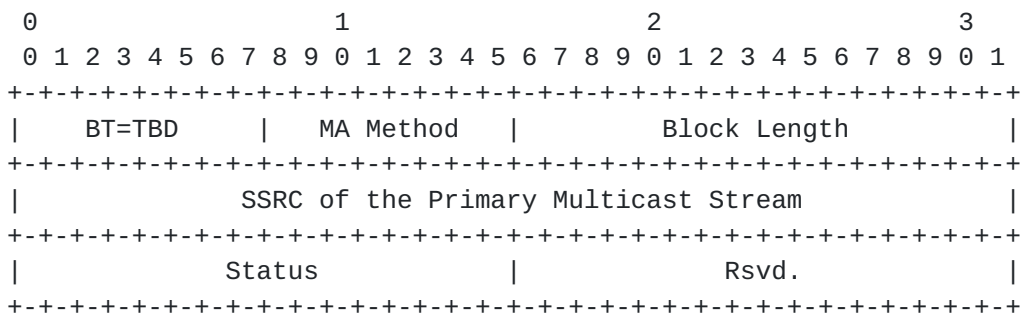 0                   1                   2                   3
 0 1 2 3 4 5 6 7 8 9 0 1 2 3 4 5 6 7 8 9 0 1 2 3 4 5 6 7 8 9 0 1
+-+-+-+-+-+-+-+-+-+-+-+-+-+-+-+-+-+-+-+-+-+-+-+-+-+-+-+-+-+-+-+-+
|    BT=TBD     |   MA Method   |         Block Length          |
+-+-+-+-+-+-+-+-+-+-+-+-+-+-+-+-+-+-+-+-+-+-+-+-+-+-+-+-+-+-+-+-+
|              SSRC of the Primary Multicast Stream             |
+-+-+-+-+-+-+-+-+-+-+-+-+-+-+-+-+-+-+-+-+-+-+-+-+-+-+-+-+-+-+-+-+
|             Status            |             Rsvd.             |
+-+-+-+-+-+-+-+-+-+-+-+-+-+-+-+-+-+-+-+-+-+-+-+-+-+-+-+-+-+-+-+-+